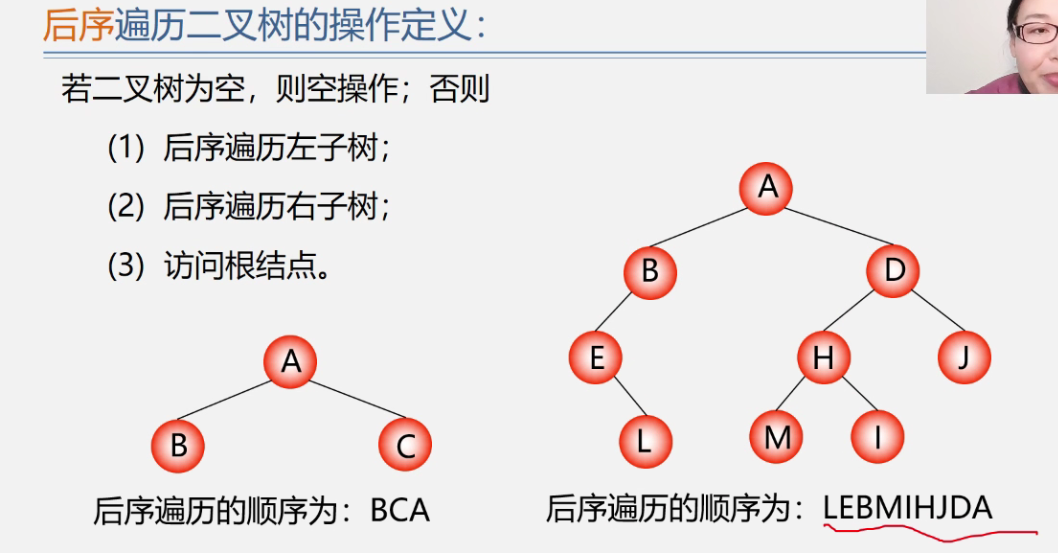 后序遍历二叉树的操作定义：
若二叉树为空，则空操作；否则
(1) 后序遍历左子树；
(2) 后序遍历右子树；
(3) 访问根结点。
A
B
C
后序遍历的顺序为：BCA
A
B
D
E
H
J
L
M
I
后序遍历的顺序为：LEBMIHJDA